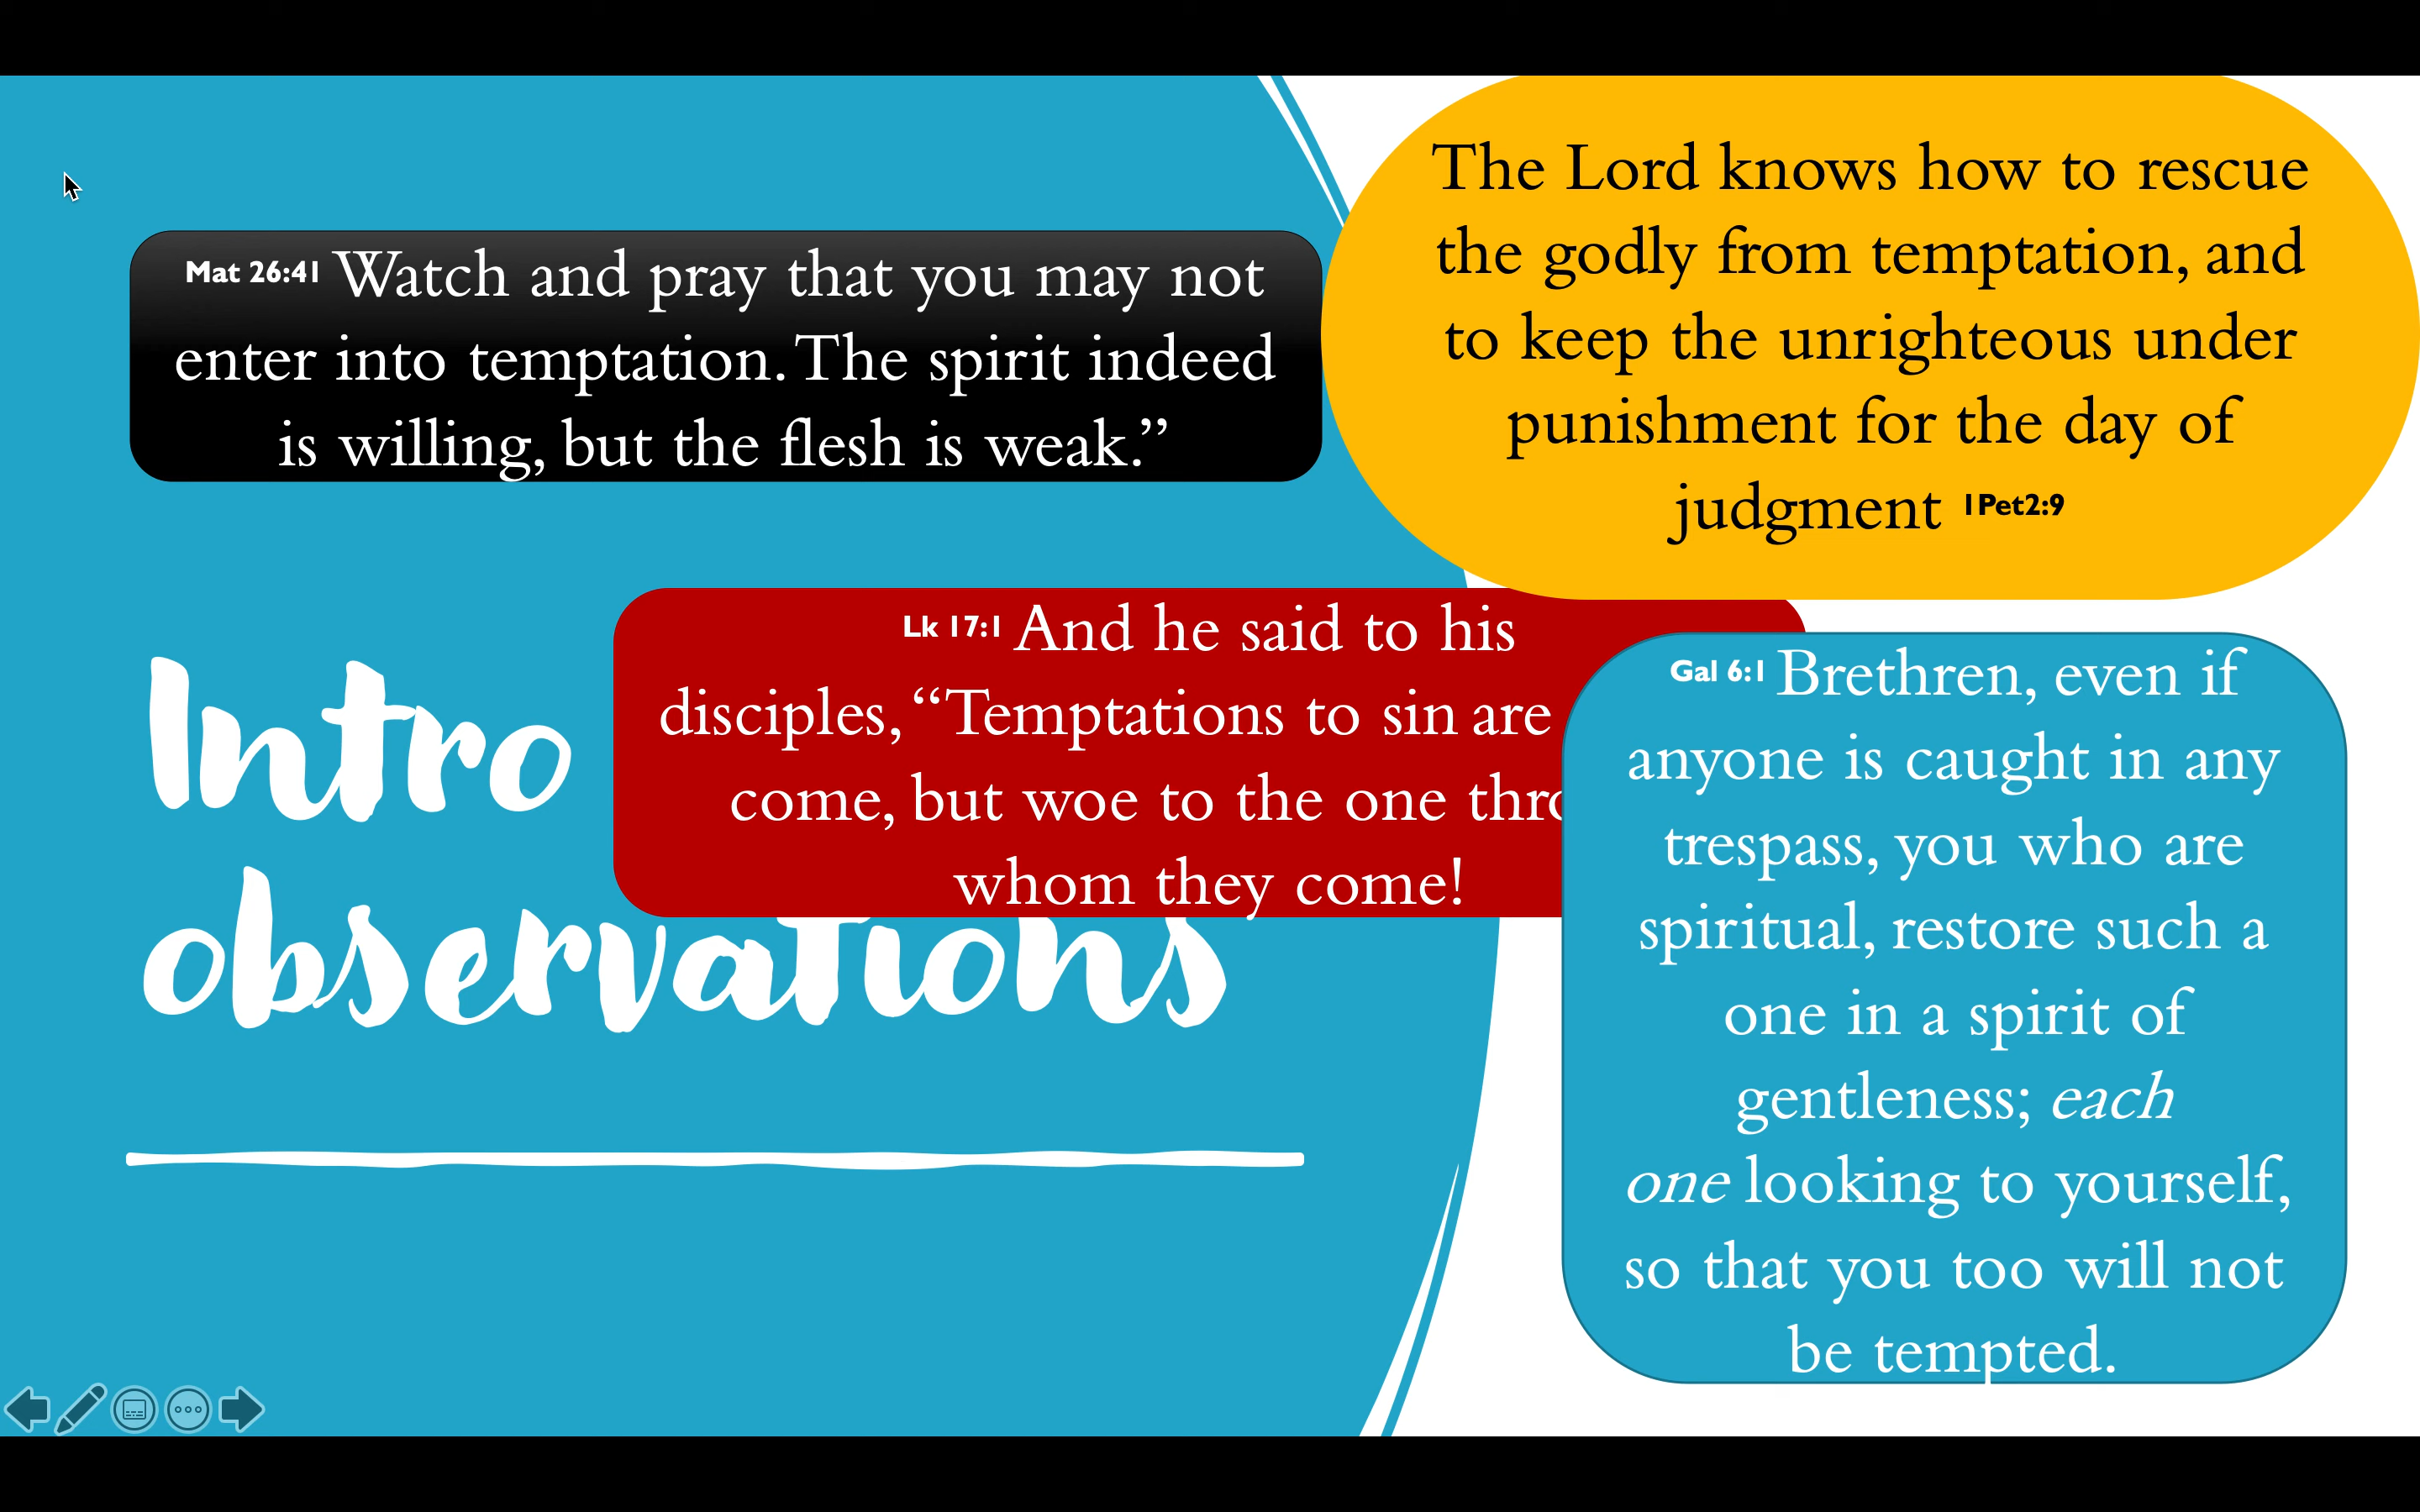 Mat 26:41 Watch and pray that you may not
enter into temptation. The spirit indeed
is willing, but the flesh is weak.”
The Lord knows how to rescue
the godly from temptation, and
to keep the unrighteous under
punishment for the day of
judgment 1Pet2:9
Lk 17:1 And he said to his
disciples, “Temptations to sin are
come, but woe to the one
whom they come!
Intro
observations
Gal 6:1 Brethren, even if
anyone is caught in any
trespass, you who are
spiritual, restore such a
one in a spirit of
gentleness; each
one looking to yourself,
so that you too will not
be tempted.